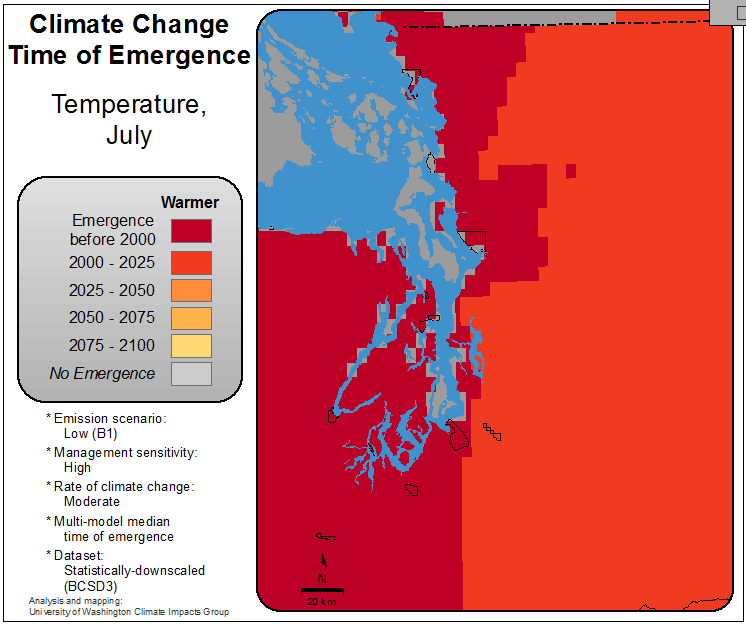 Climate Change
Time of Emergence
Temperature,
July
Warmer
Emergence
before 2000
2000 - 2025
2025 - 2050
2050 - 2075
2075 - 2100
No Emergence
* Emission scenario:
Low (B1)
* Management sensitivity:
High
* Rate of climate change:
Moderate
* Multi-model median
time of emergence
* Dataset:
Statistically-downscaled
(BCSD3)
Analysis and mapping:
University of Washington Climate Impacts Group
N
20 km